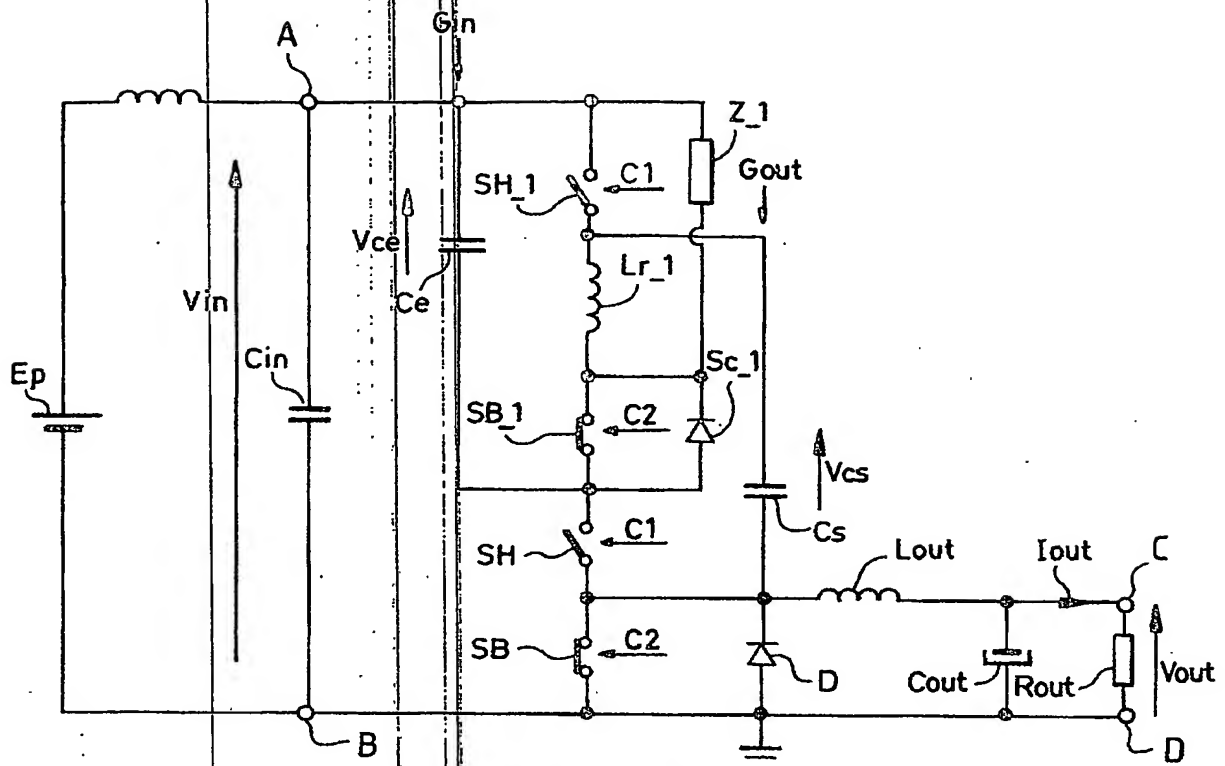 Gin
A
Z_1
C1
Gout
SH_1
Vce
Lr_1
Vin
Ce
Cin
Sc_1
Ep
SB_1
C2
Vcs
Cs
C1
SH
Lout
Iout
C
SB
C2
D
Cout
Rout
Vout
B
D